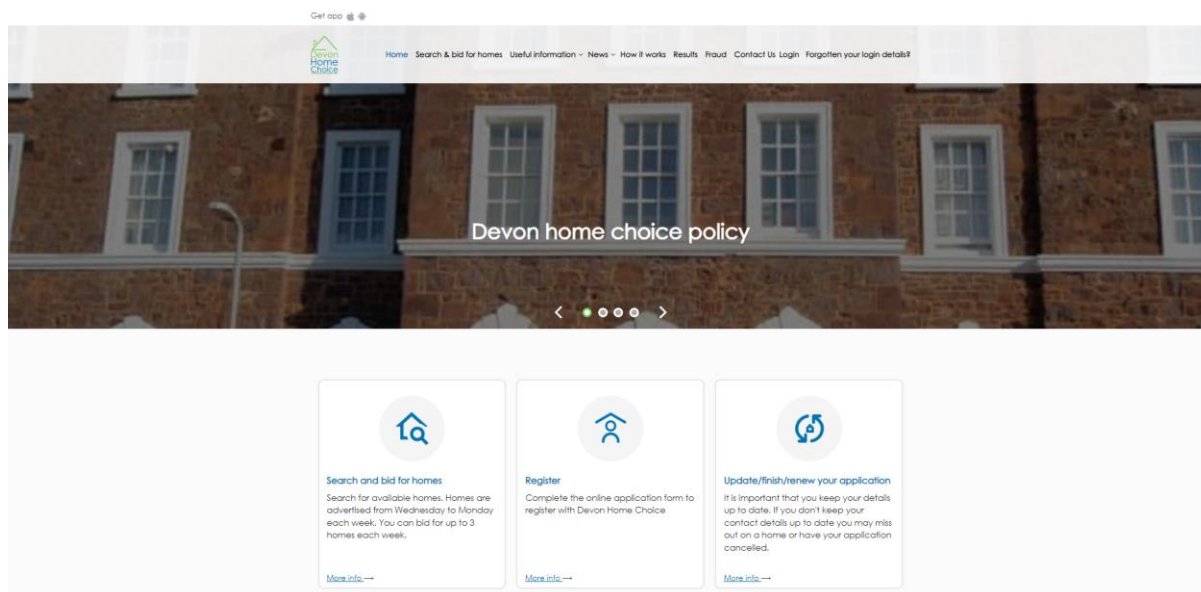 Get app
Devon
Home
Choice
Home Search & bid for homes Useful information News How it works Results Fraud Contact Us Login Forgotten your login details?
Devon home choice policy
Search and bid for homes
Search for available homes. Homes are
advertised from Wednesday to Monday
each week. You can bid for up to 3
homes each week.
More info →
Register
Complete the online application form to
register with Devon Home Choice
More info →
Update/finish/renew your application
It is important that you keep your details
up to date. If you don't keep your
contact details up to date you may miss
out on a home or have your application
cancelled.
More info →